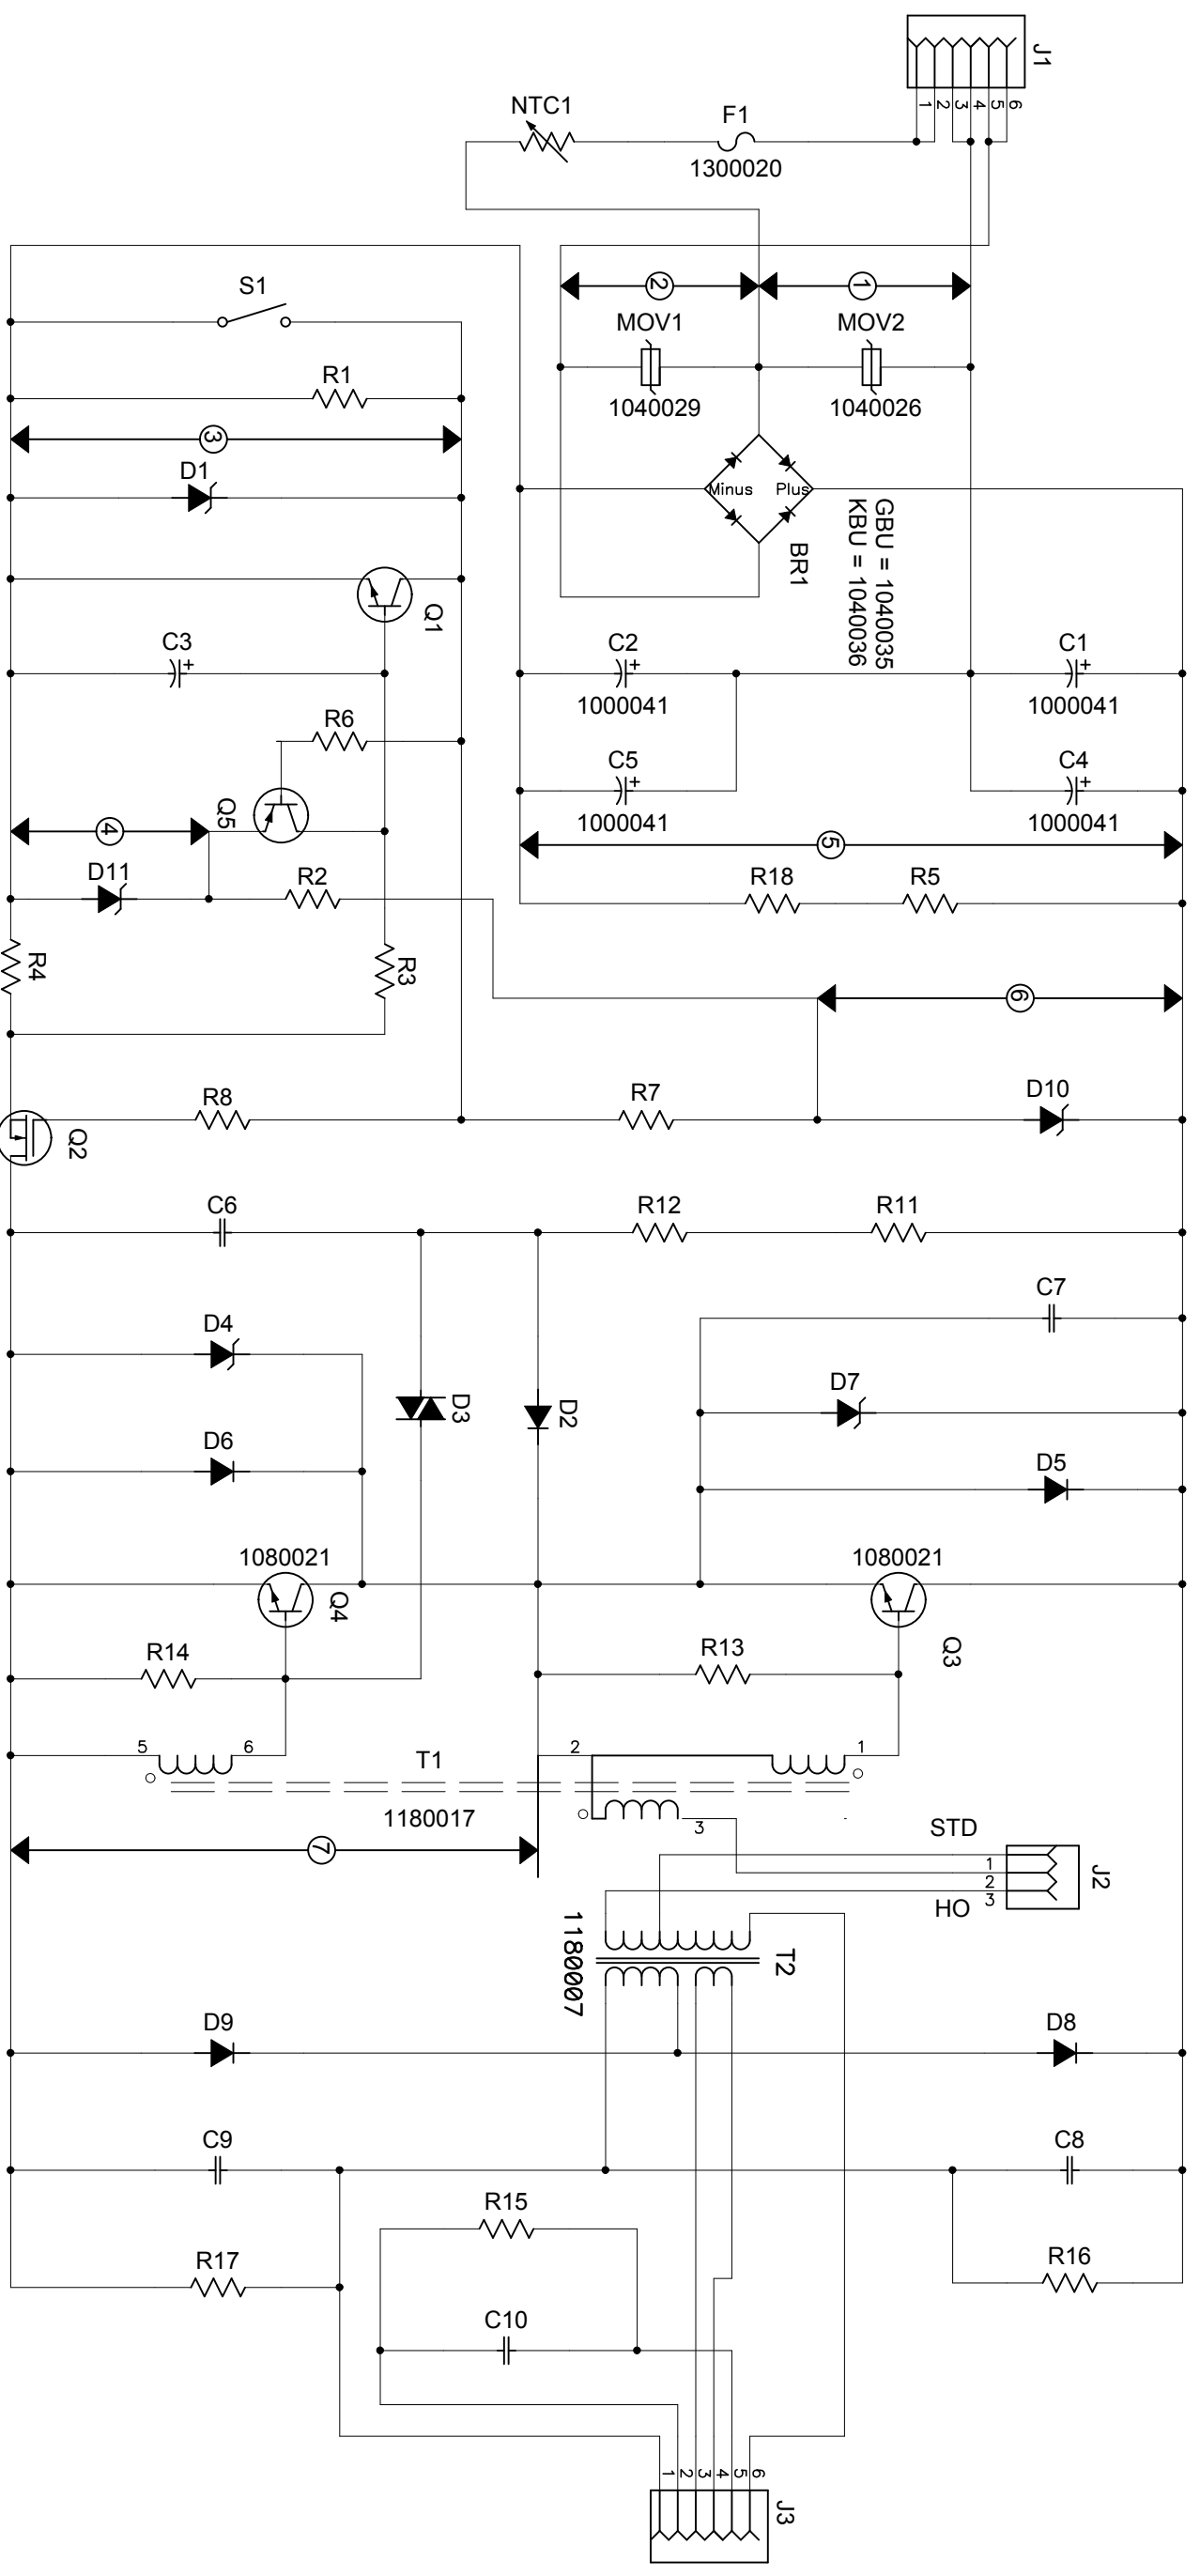 J1
1 2 3 4 5 6
NTC1
F1
1300020
S1
2
1
MOV1
MOV2
1040029
1040026
R1
3
D1
Minus
Plus
GBU = 1040035
KBU = 1040036
BR1
Q1
C3
C2
C1
1000041
1000041
R6
C5
C4
1000041
1000041
Q5
4
5
D11
R2
R18
R5
R4
R3
6
R8
R7
D10
Q2
C6
R12
R11
C7
D4
D7
D3
D2
D6
D5
1080021
1080021
Q4
Q3
R14
R13
5
6
T1
2
1
1180017
3
7
STD
1
2
3
J2
HO
1180007
T2
D9
D8
C9
C8
R15
R17
R16
C10
1 2 3 4 5 6
J3